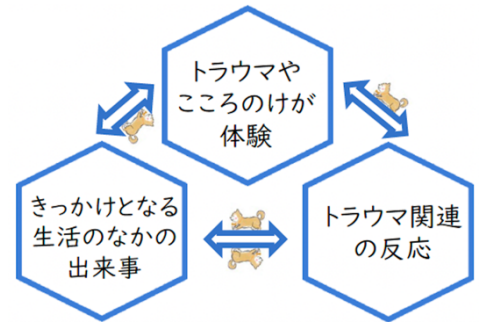 トラウマや
こころのけが
体験
きっかけとなる
生活のなかの
出来事
トラウマ関連
の反応